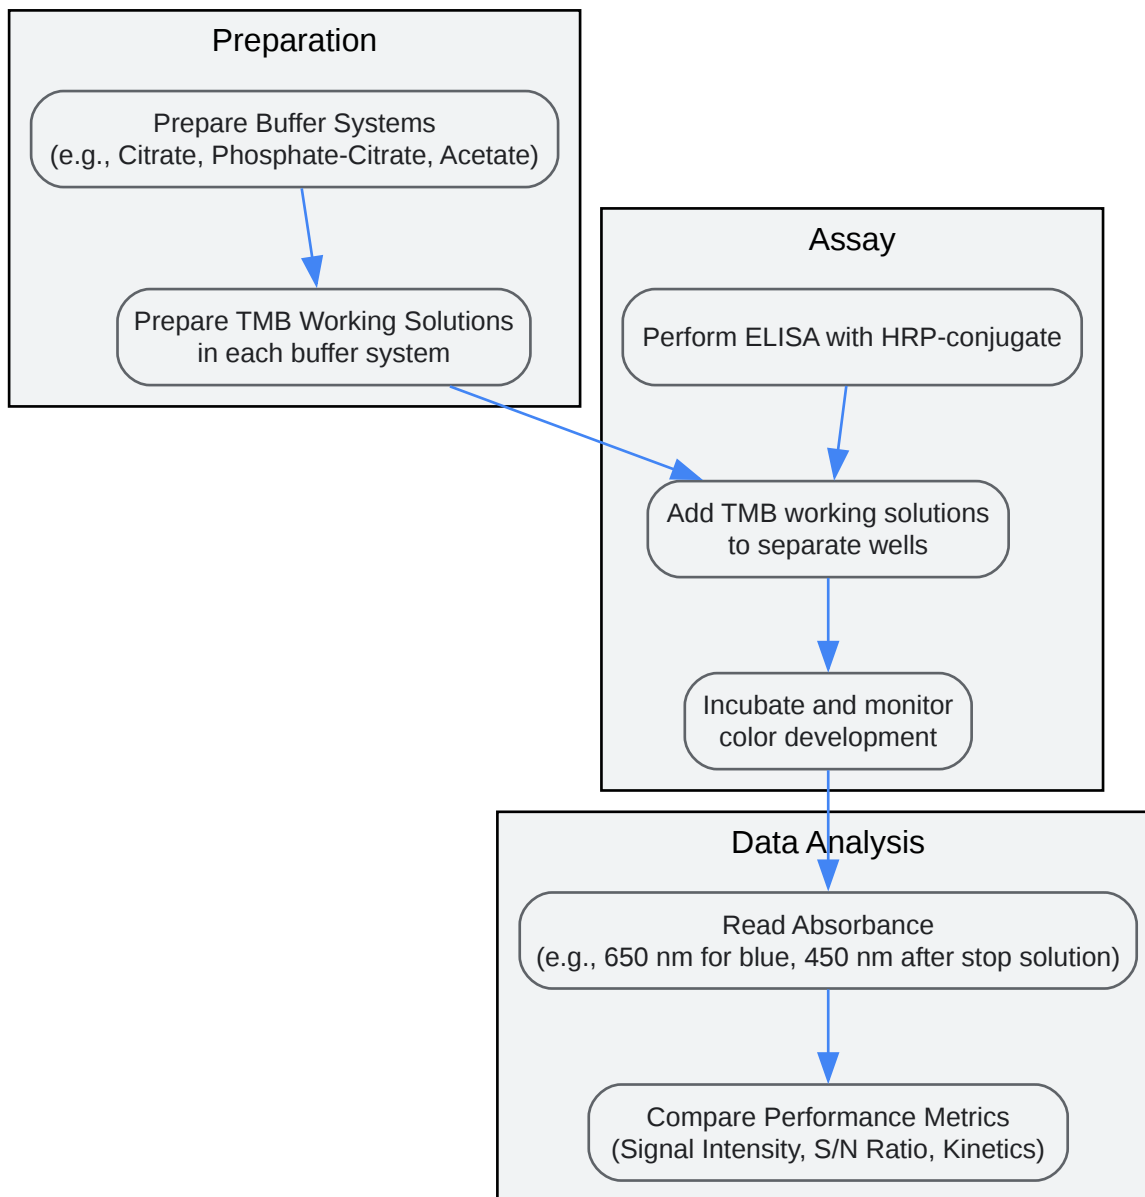 Preparation
Prepare Buffer Systems
(e.g., Citrate, Phosphate-Citrate, Acetate)
Prepare TMB Working Solutions
in each buffer system
Assay
Perform ELISA with HRP-conjugate
Add TMB working solutions
to separate wells
Incubate and monitor
color development
Data Analysis
Read Absorbance
(e.g., 650 nm for blue, 450 nm after stop solution)
Compare Performance Metrics
(Signal Intensity, S/N Ratio, Kinetics)